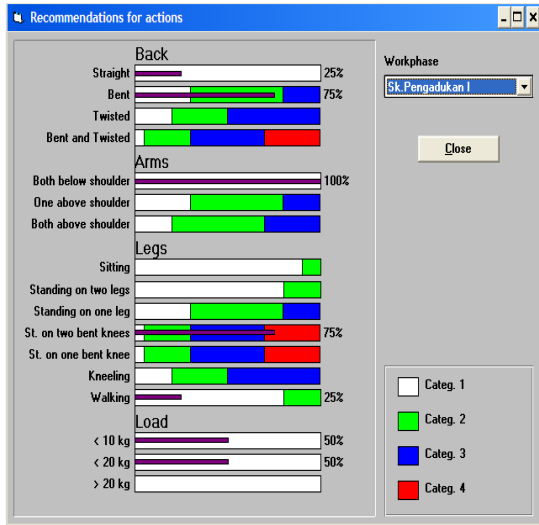 Recommendations for actions
Back
Straight 25%
Bent 75%
Twisted
Bent and Twisted
Arms
Both below shoulder 100%
One above shoulder
Both above shoulder
Legs
Sitting
Standing on two legs
Standing on one leg
St. on two bent knees 75%
St. on one bent knee
Kneeling
Walking 25%
Load
< 10 kg 50%
< 20 kg 50%
> 20 kg
Workphase
Sk.Pengadukan I
Close
Categ. 1
Categ. 2
Categ. 3
Categ. 4